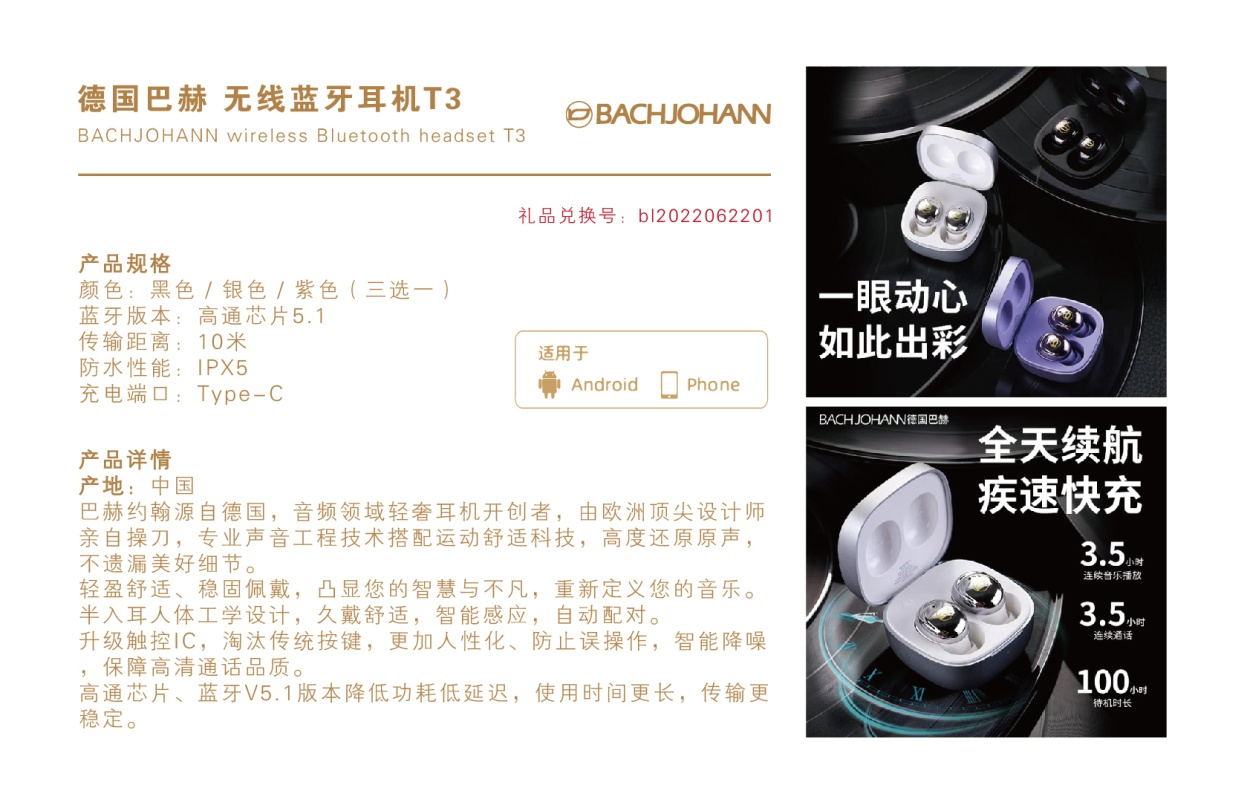 德国巴赫 无线蓝牙耳机T3
BACHJOHANN wireless Bluetooth headset T3
BACHJOHANN
礼品兑换号：bl2022062201
产品规格
颜色：黑色 / 银色 / 紫色（三选一）
蓝牙版本：高通芯片5.1
传输距离：10米
防水性能：IPX5
充电端口：Type-C
适用于
Android Phone
产品详情
产地：中国
巴赫约翰源自德国，音频领域轻奢耳机开创者，由欧洲顶尖设计师
亲自操刀，专业声音工程技术搭配运动舒适科技，高度还原原声，
不遗漏美好细节。
轻盈舒适、稳固佩戴，凸显您的智慧与不凡，重新定义您的音乐。
半入耳人体工学设计，久戴舒适，智能感应，自动配对。
升级触控IC，淘汰传统按键，更加人性化、防止误操作，智能降噪
，保障高清通话品质。
高通芯片、蓝牙V5.1版本降低功耗低延迟，使用时间更长，传输更
稳定。
一眼动心
如此出彩
BACHJOHANN德国巴赫
全天续航
疾速快充
3.5小时
连续音乐播放
3.5小时
连续通话
100小时
待机时长